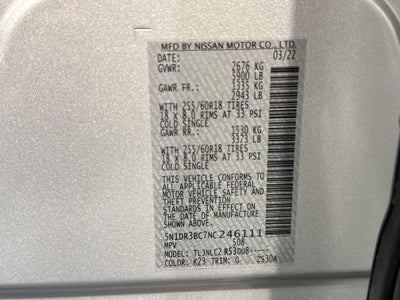 MFD BY NISSAN MOTOR CO., LTD.
DATE: 03/22
GVWR: 2676 KG
5900 LB
GAWR FR.: 1335 KG
2943 LB
WITH 255/60R18 TIRES
18 X 8.0 RIMS AT 33 PSI
COLD SINGLE
GAWR RR.: 1530 KG
3373 LB
WITH 255/60R18 TIRES
18 X 8.0 RIMS AT 33 PSI
COLD SINGLE
THIS VEHICLE CONFORMS TO
ALL APPLICABLE FEDERAL
MOTOR VEHICLE SAFETY AND
THEFT PREVENTION
STANDARDS IN EFFECT ON THE
DATE OF MANUFACTURE
SHOWN ABOVE.
5N1DR3BC7NC246111
MPV 508
MODEL: TL3NLC2 R53DU8-----
COLOR: K23 TRIM: G 2530A